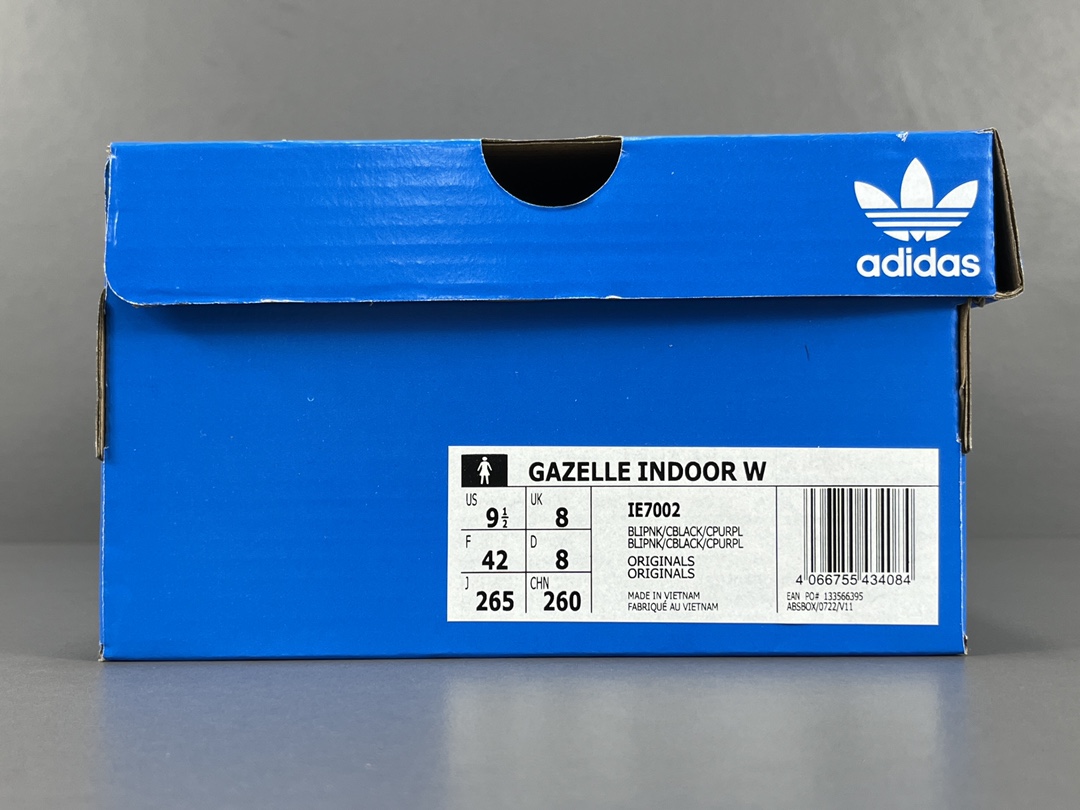 adidas
GAZELLE INDOOR W
US 9½ UK 8
F 42 D 8
J 265 CHN 260
IE7002
BLIPNK/CBLACK/CPURPL
BLIPNK/CBLACK/CPURPL
ORIGINALS
ORIGINALS
MADE IN VIETNAM
FABRIQUÉ AU VIETNAM
4 066755 434084
EAN PO# 133566395
ABSBOX/0722/V11